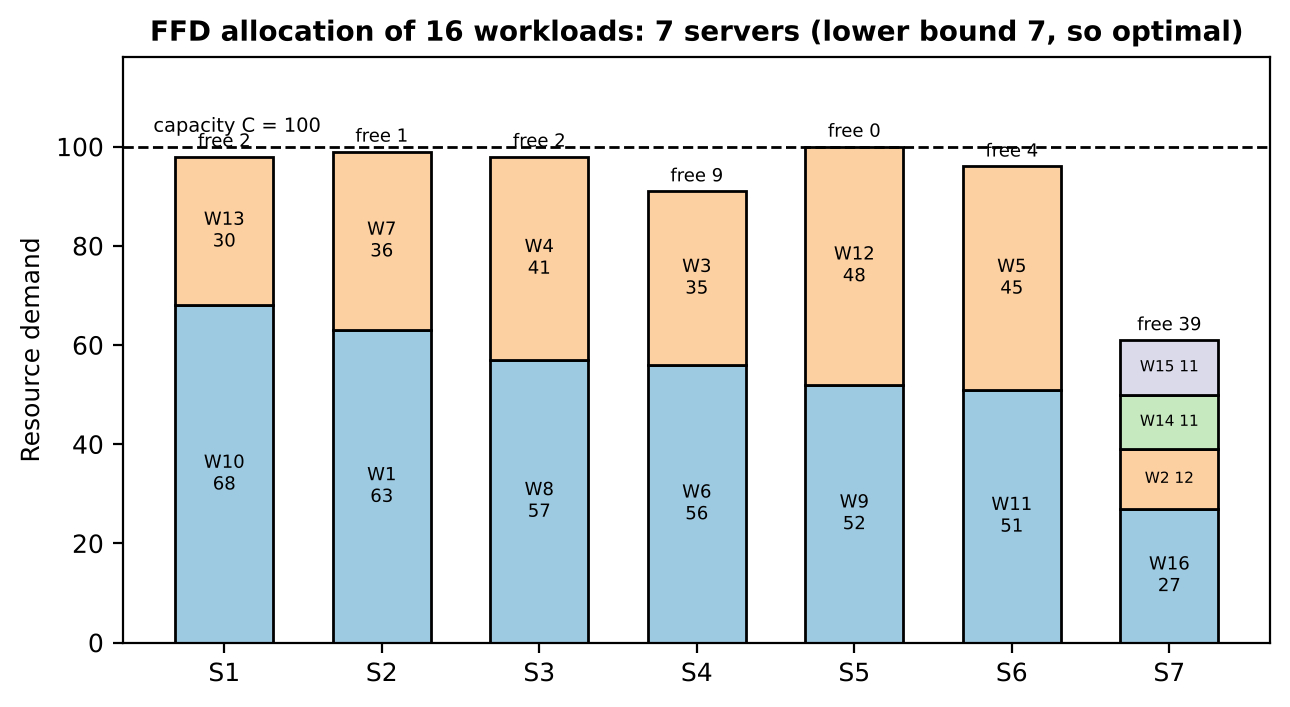 FFD allocation of 16 workloads: 7 servers (lower bound 7, so optimal)
capacity C = 100
free 2
free 1
free 2
free 9
free 0
free 4
free 39
Resource demand
100
80
60
40
20
0
W13
30
W10
68
W7
36
W1
63
W4
41
W8
57
W3
35
W6
56
W12
48
W9
52
W5
45
W11
51
W15 11
W14 11
W2 12
W16
27
S1
S2
S3
S4
S5
S6
S7